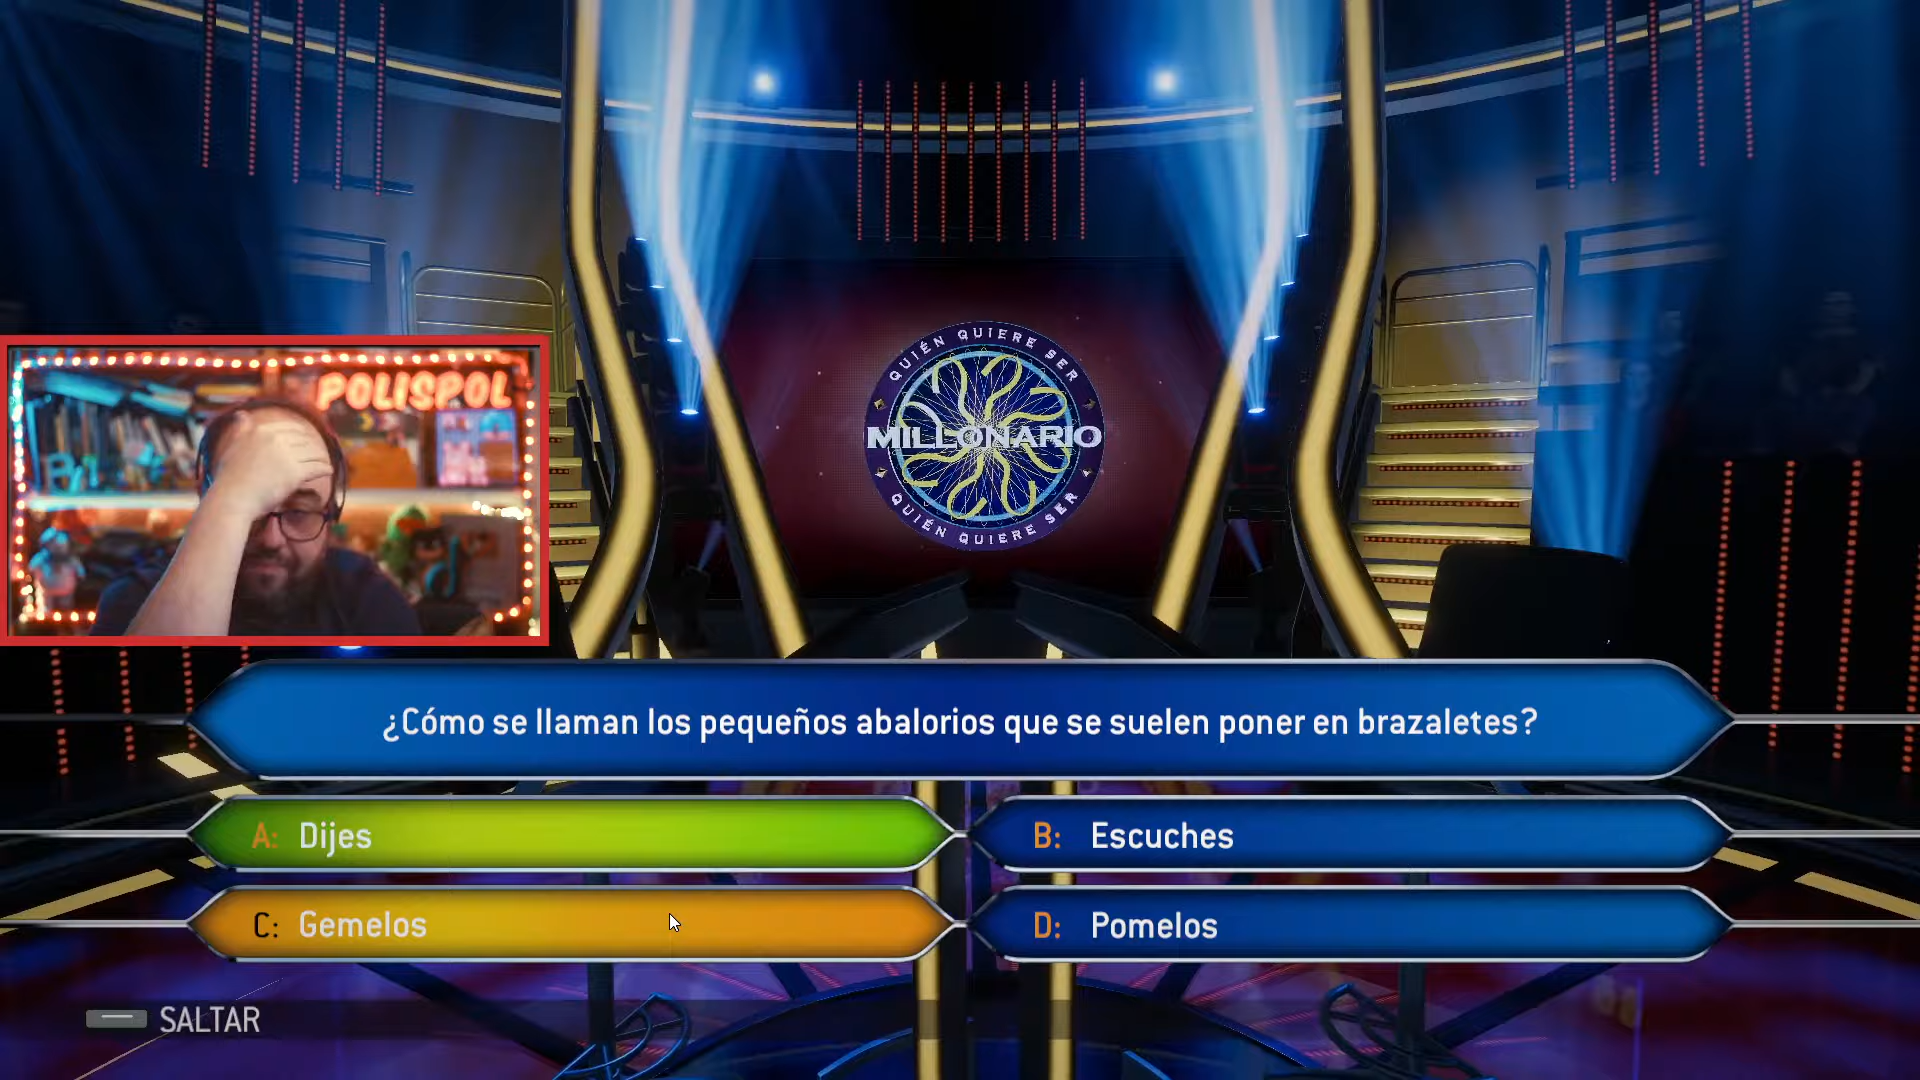 POLISPOL
QUIÉN QUIERE SER
MILLONARIO
QUIÉN QUIERE SER
¿Cómo se llaman los pequeños abalorios que se suelen poner en brazaletes?
A: Dijes
B: Escuches
C: Gemelos
D: Pomelos
SALTAR